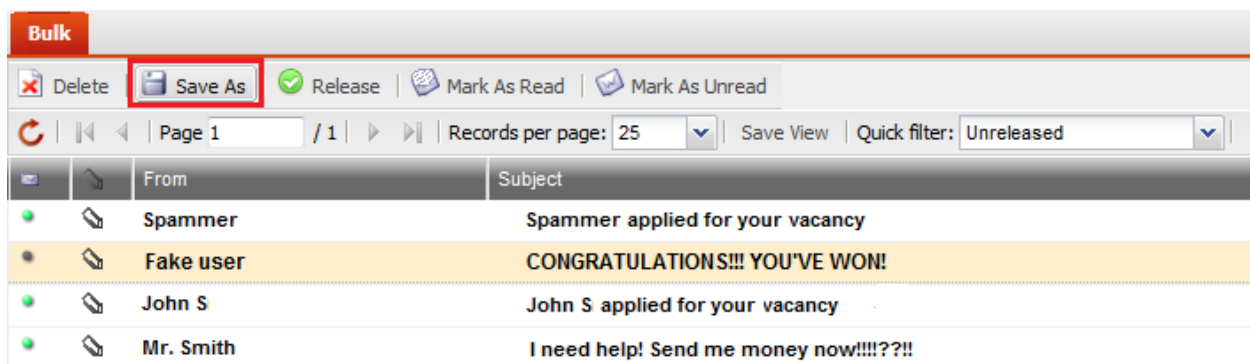 Bulk
Delete Save As Release Mark As Read Mark As Unread
Page 1 / 1 Records per page: 25 Save View Quick filter: Unreleased
From Subject
Spammer Spammer applied for your vacancy
Fake user CONGRATULATIONS!!! YOU'VE WON!
John S John S applied for your vacancy
Mr. Smith I need help! Send me money now!!!!??!!